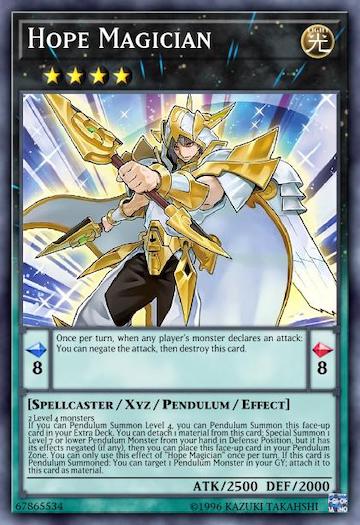 Hope Magician
LIGHT
光
Once per turn, when any player's monster declares an attack:
You can negate the attack, then destroy this card.
8
8
[Spellcaster / Xyz / Pendulum / Effect]
2 Level 4 monsters
If you can Pendulum Summon Level 4, you can Pendulum Summon this face-up
card in your Extra Deck. You can detach 1 material from this card; Special Summon 1
Level 7 or lower Pendulum Monster from your hand in Defense Position, but it has
its effects negated (if any), then you can place this face-up card in your Pendulum
Zone. You can only use this effect of "Hope Magician" once per turn. If this card is
Pendulum Summoned: You can target 1 Pendulum Monster in your GY; attach it to
this card as material.
ATK/2500 DEF/2000
67865534
©1996 KAZUKI TAKAHSHI